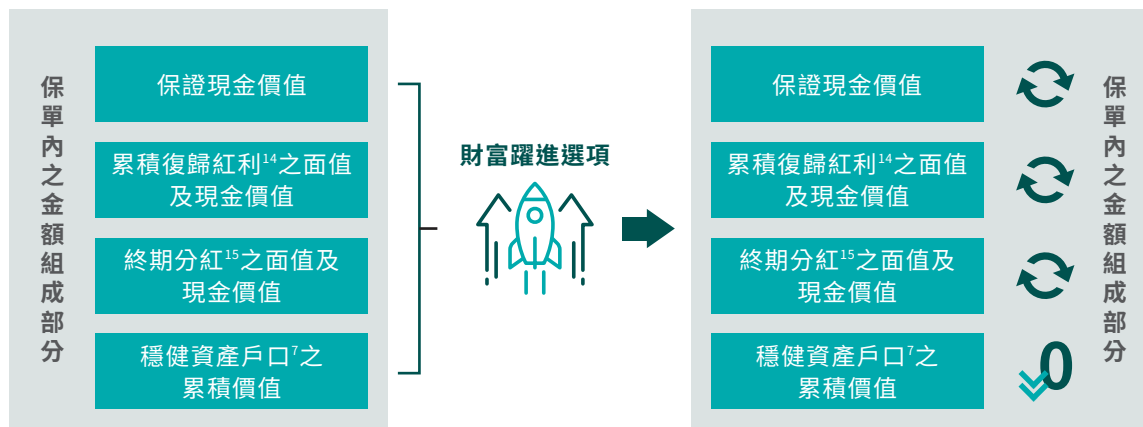 保單內之金額組成部分
保證現金價值
累積復歸紅利14之面值
及現金價值
終期分紅15之面值及
現金價值
穩健資產戶口7之
累積價值
財富躍進選項
保證現金價值
累積復歸紅利14之面值
及現金價值
終期分紅15之面值及
現金價值
穩健資產戶口7之
累積價值
0
保單內之金額組成部分